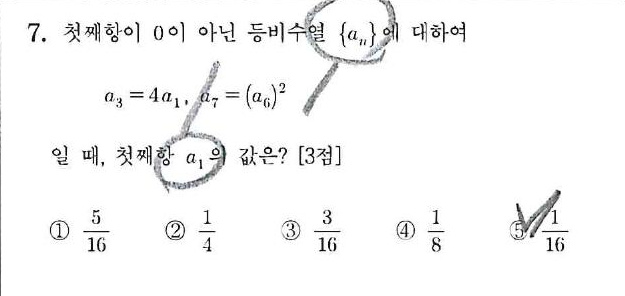 7. 첫째항이 0이 아닌 등비수열 {aₙ}에 대하여
a₃ = 4a₁, a₇ = (a₆)²
일 때, 첫째항 a₁의 값은? [3점]
① 5/16 ② 1/4 ③ 3/16 ④ 1/8 ⑤ 1/16